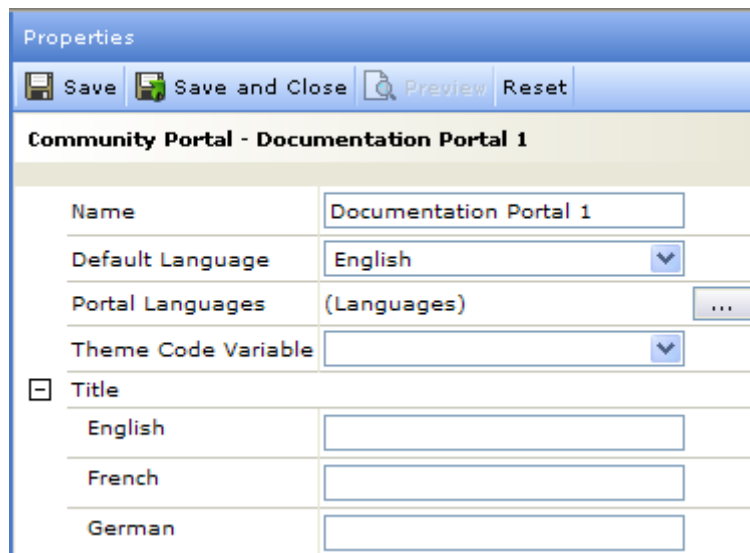 Properties
Save Save and Close Preview Reset
Community Portal - Documentation Portal 1
Name Documentation Portal 1
Default Language English
Portal Languages (Languages) ...
Theme Code Variable
Title
English
French
German